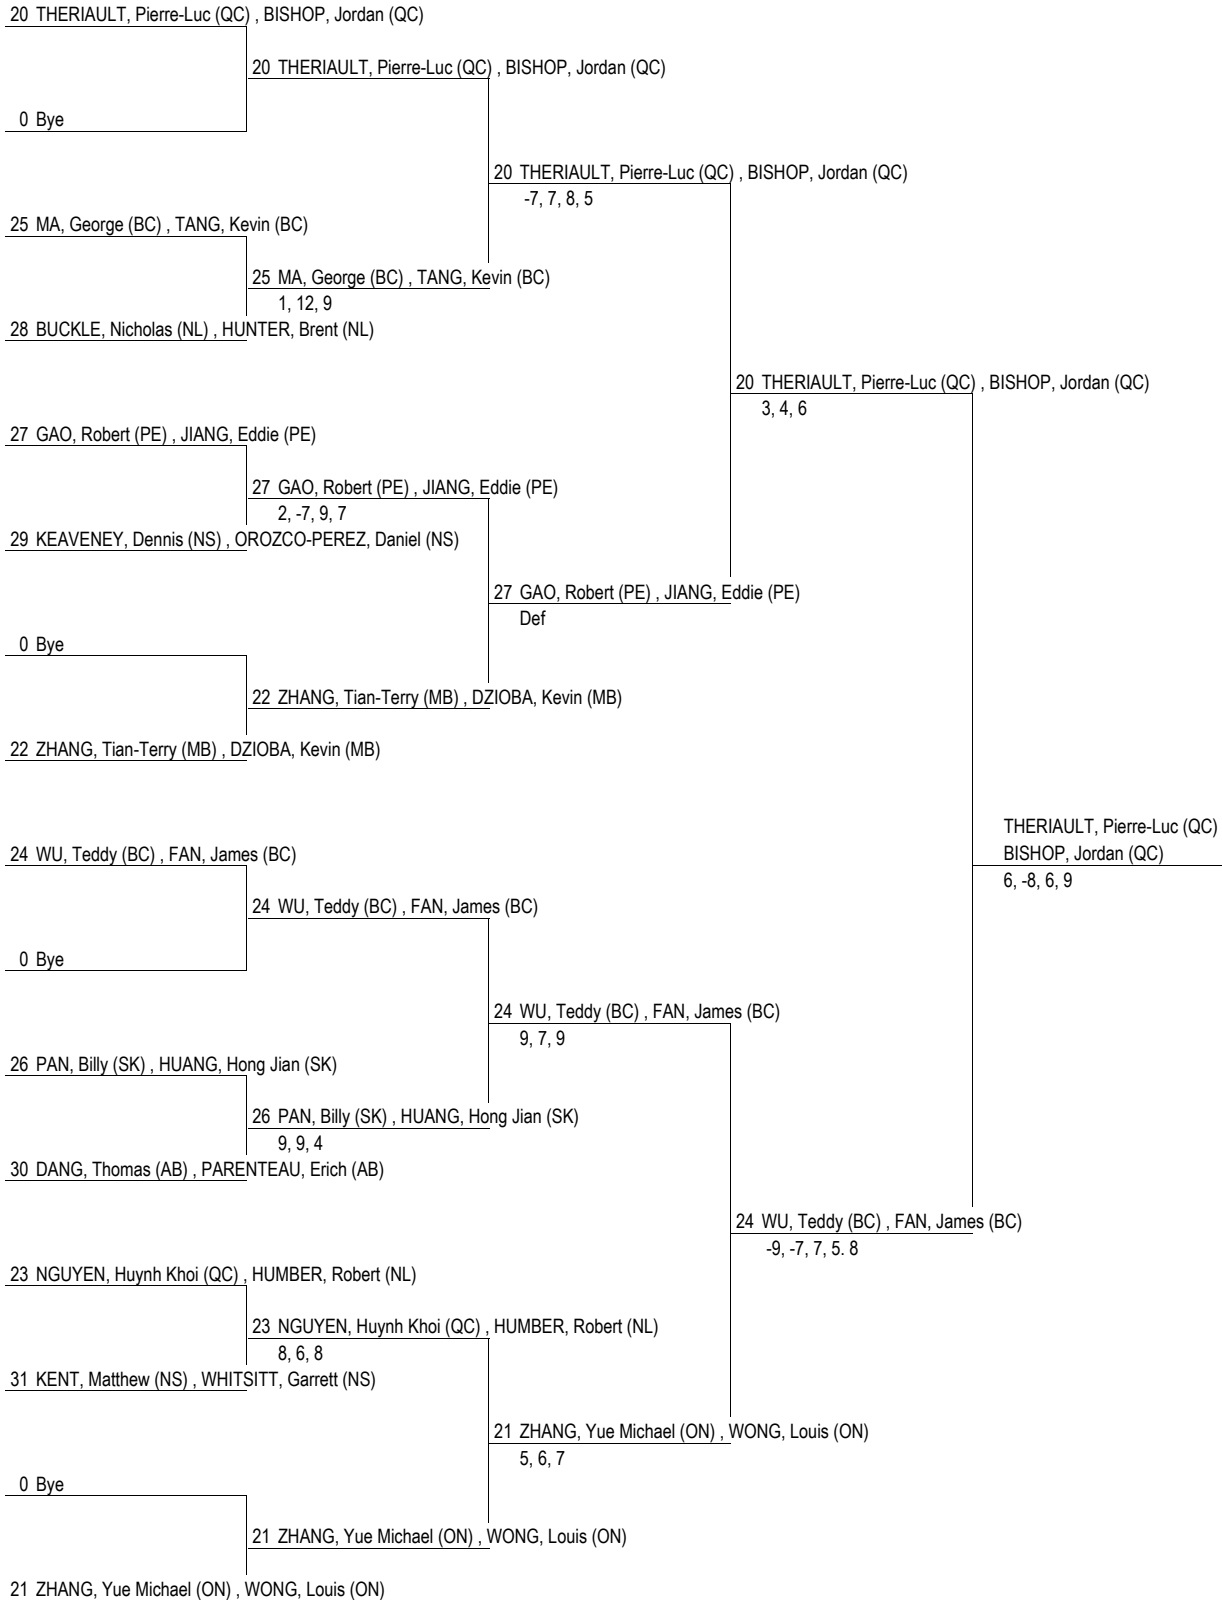 20 THERIAULT, Pierre-Luc (QC) , BISHOP, Jordan (QC)
20 THERIAULT, Pierre-Luc (QC) , BISHOP, Jordan (QC)
0 Bye
20 THERIAULT, Pierre-Luc (QC) , BISHOP, Jordan (QC)
-7, 7, 8, 5
25 MA, George (BC) , TANG, Kevin (BC)
25 MA, George (BC) , TANG, Kevin (BC)
1, 12, 9
28 BUCKLE, Nicholas (NL) , HUNTER, Brent (NL)
20 THERIAULT, Pierre-Luc (QC) , BISHOP, Jordan (QC)
3, 4, 6
27 GAO, Robert (PE) , JIANG, Eddie (PE)
27 GAO, Robert (PE) , JIANG, Eddie (PE)
2, -7, 9, 7
29 KEAVENEY, Dennis (NS) , OROZCO-PEREZ, Daniel (NS)
27 GAO, Robert (PE) , JIANG, Eddie (PE)
Def
0 Bye
22 ZHANG, Tian-Terry (MB) , DZIOBA, Kevin (MB)
22 ZHANG, Tian-Terry (MB) , DZIOBA, Kevin (MB)
THERIAULT, Pierre-Luc (QC)
BISHOP, Jordan (QC)
6, -8, 6, 9
24 WU, Teddy (BC) , FAN, James (BC)
24 WU, Teddy (BC) , FAN, James (BC)
0 Bye
24 WU, Teddy (BC) , FAN, James (BC)
9, 7, 9
26 PAN, Billy (SK) , HUANG, Hong Jian (SK)
26 PAN, Billy (SK) , HUANG, Hong Jian (SK)
9, 9, 4
30 DANG, Thomas (AB) , PARENTEAU, Erich (AB)
24 WU, Teddy (BC) , FAN, James (BC)
-9, -7, 7, 5. 8
23 NGUYEN, Huynh Khoi (QC) , HUMBER, Robert (NL)
23 NGUYEN, Huynh Khoi (QC) , HUMBER, Robert (NL)
8, 6, 8
31 KENT, Matthew (NS) , WHITSITT, Garrett (NS)
21 ZHANG, Yue Michael (ON) , WONG, Louis (ON)
5, 6, 7
0 Bye
21 ZHANG, Yue Michael (ON) , WONG, Louis (ON)
21 ZHANG, Yue Michael (ON) , WONG, Louis (ON)